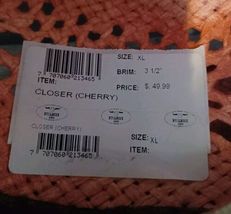 SIZE: XL
7 707060 213465
BRIM: 3 1/2"
ITEM:
PRICE: $. 49.99
CLOSER (CHERRY)
CLOSER (CHERRY)
SIZE: XL
7 707060 213465
ITEM: